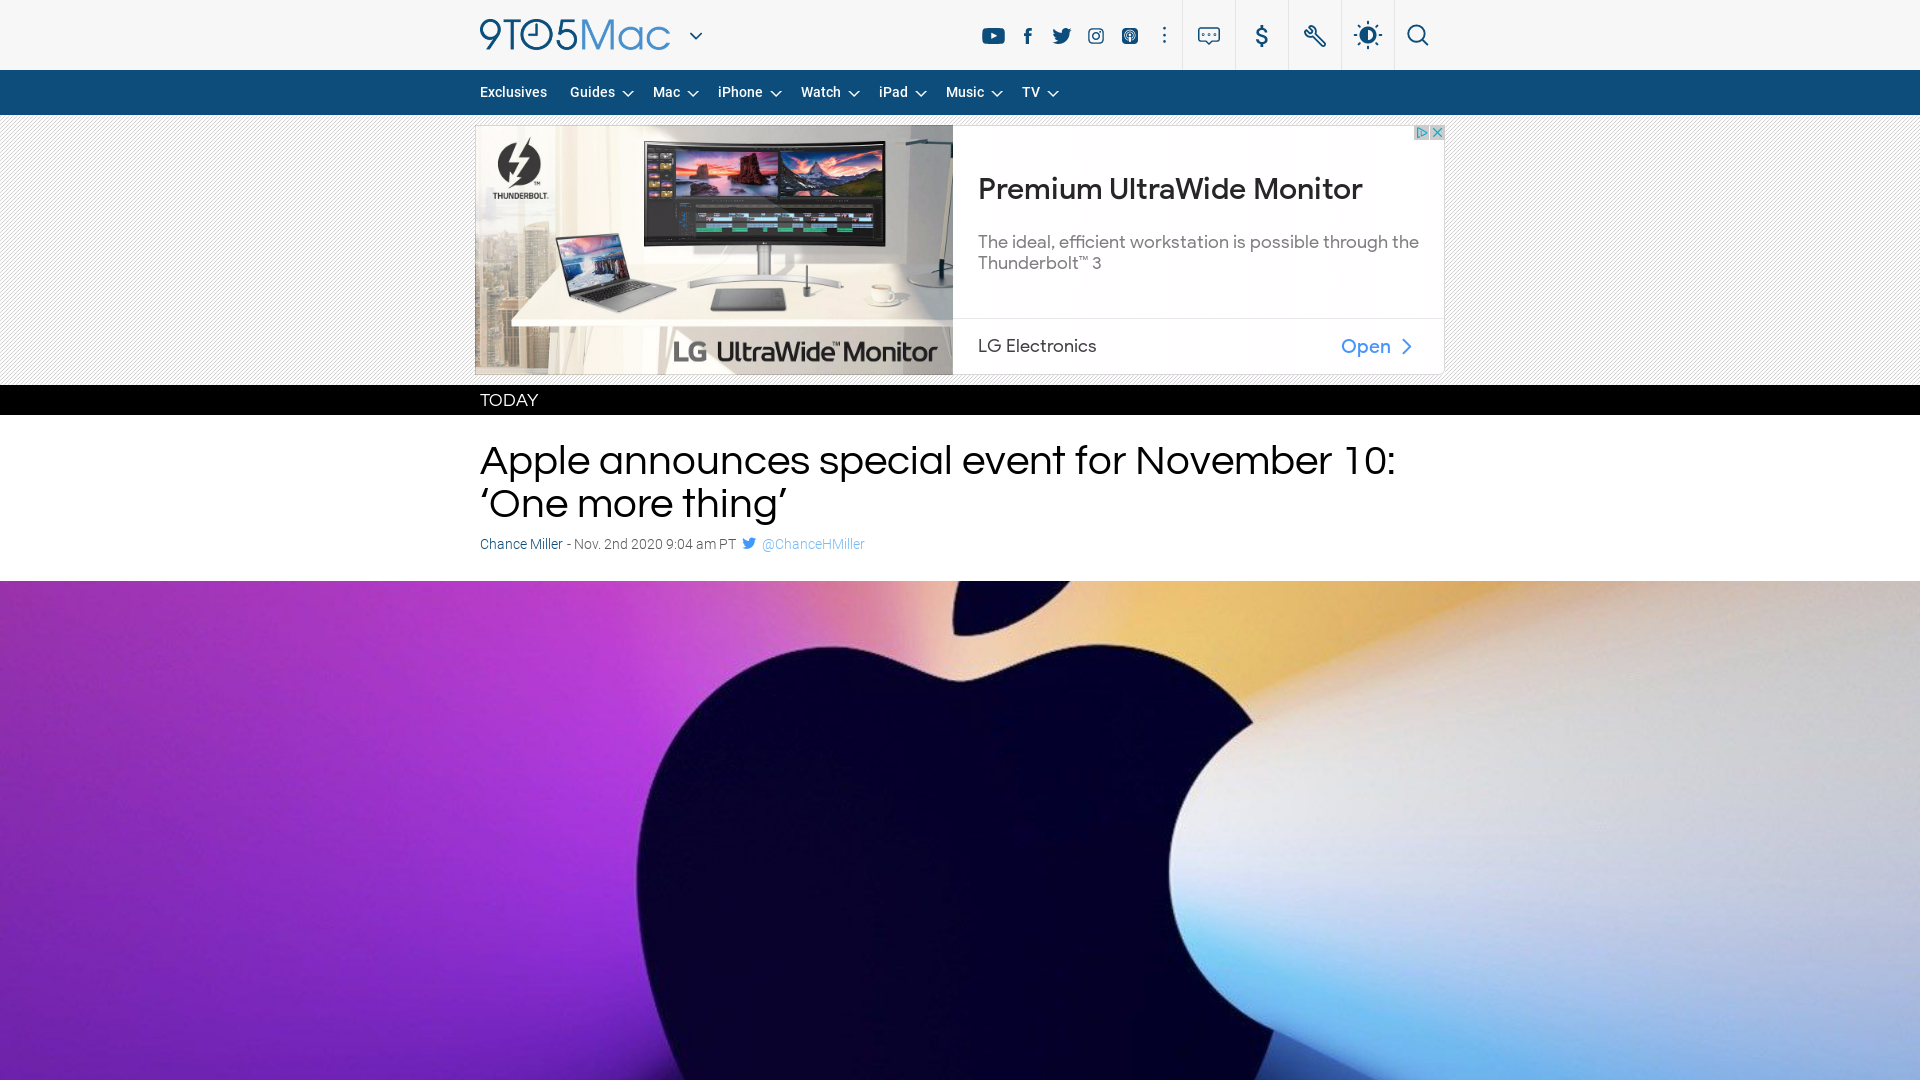 9TO5Mac
Exclusives Guides Mac iPhone Watch iPad Music TV
THUNDERBOLT.™
LG UltraWide™ Monitor
Premium UltraWide Monitor
The ideal, efficient workstation is possible through the
Thunderbolt™ 3
LG Electronics
Open
TODAY
Apple announces special event for November 10:
‘One more thing’
Chance Miller - Nov. 2nd 2020 9:04 am PT @ChanceHMiller